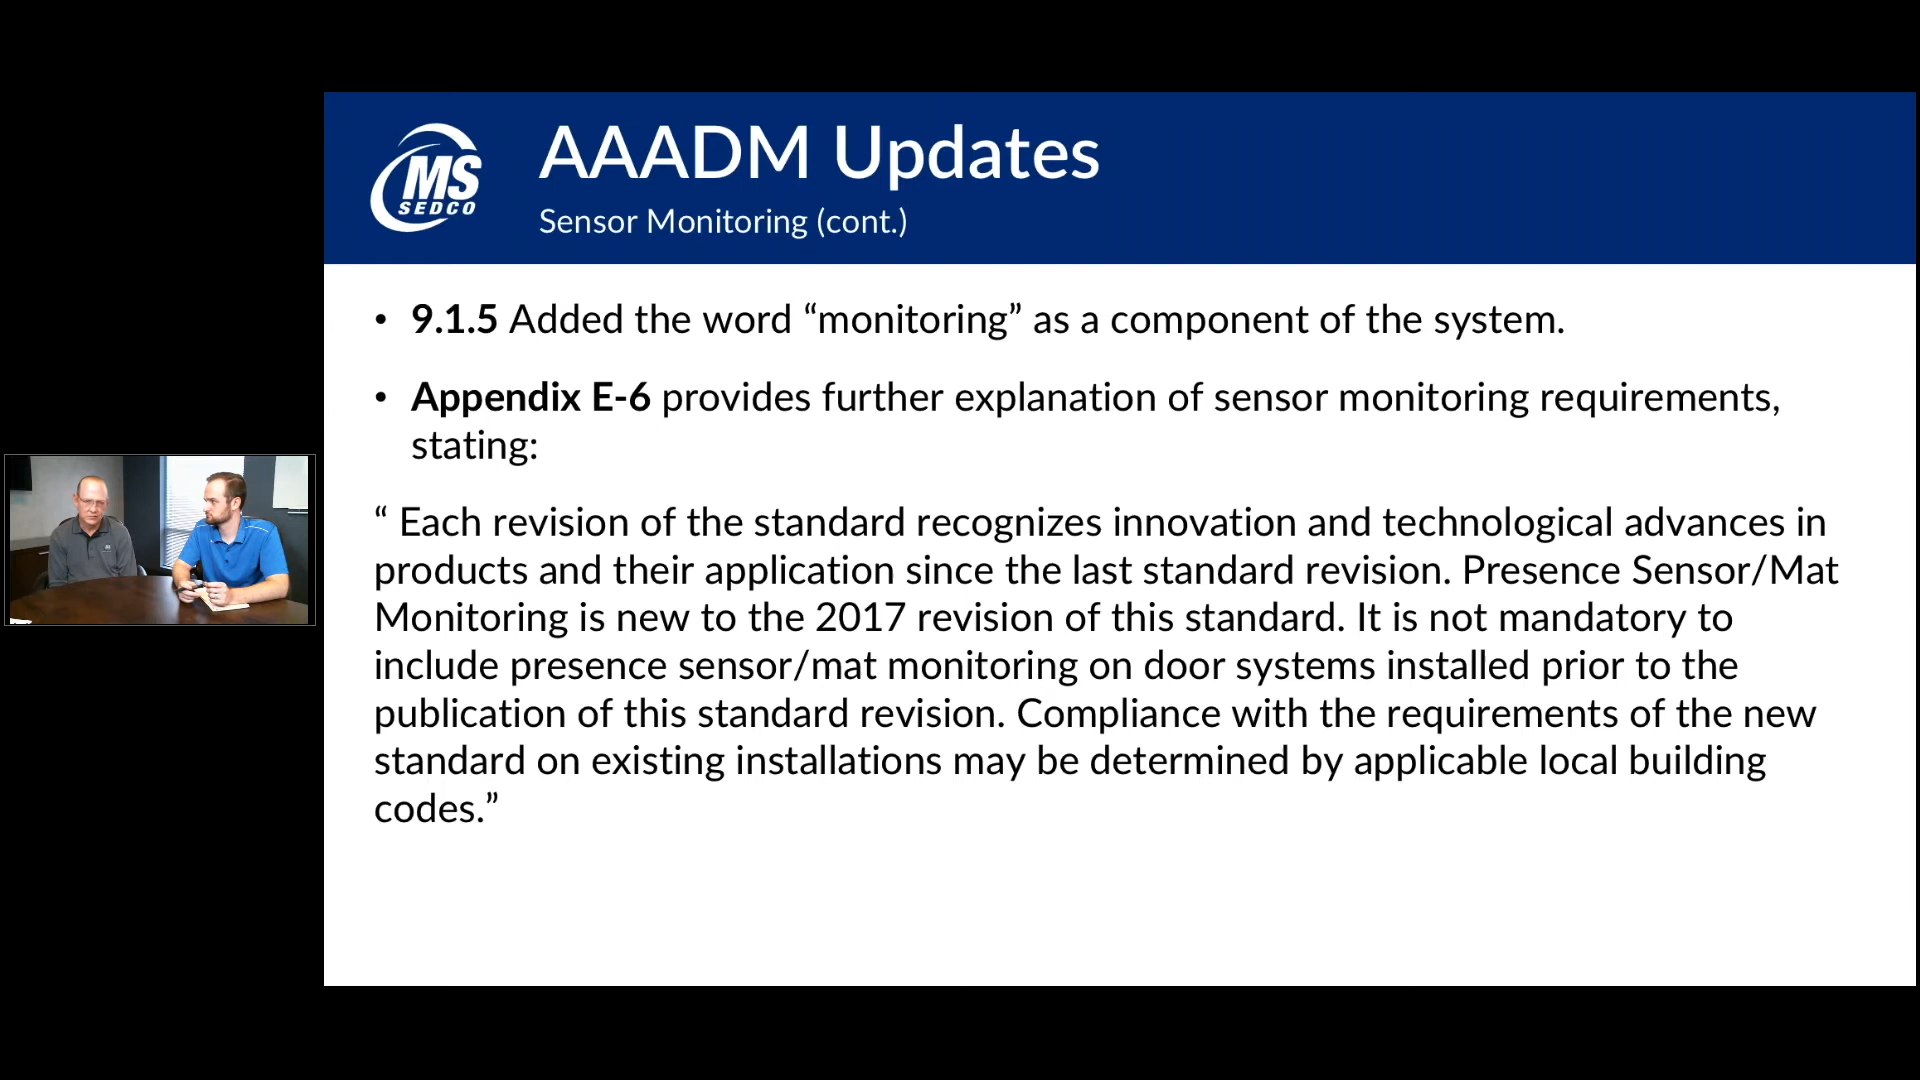 MS
SEDCO
AAADM Updates
Sensor Monitoring (cont.)
• 9.1.5 Added the word “monitoring” as a component of the system.
• Appendix E-6 provides further explanation of sensor monitoring requirements,
stating:
“ Each revision of the standard recognizes innovation and technological advances in
products and their application since the last standard revision. Presence Sensor/Mat
Monitoring is new to the 2017 revision of this standard. It is not mandatory to
include presence sensor/mat monitoring on door systems installed prior to the
publication of this standard revision. Compliance with the requirements of the new
standard on existing installations may be determined by applicable local building
codes.”